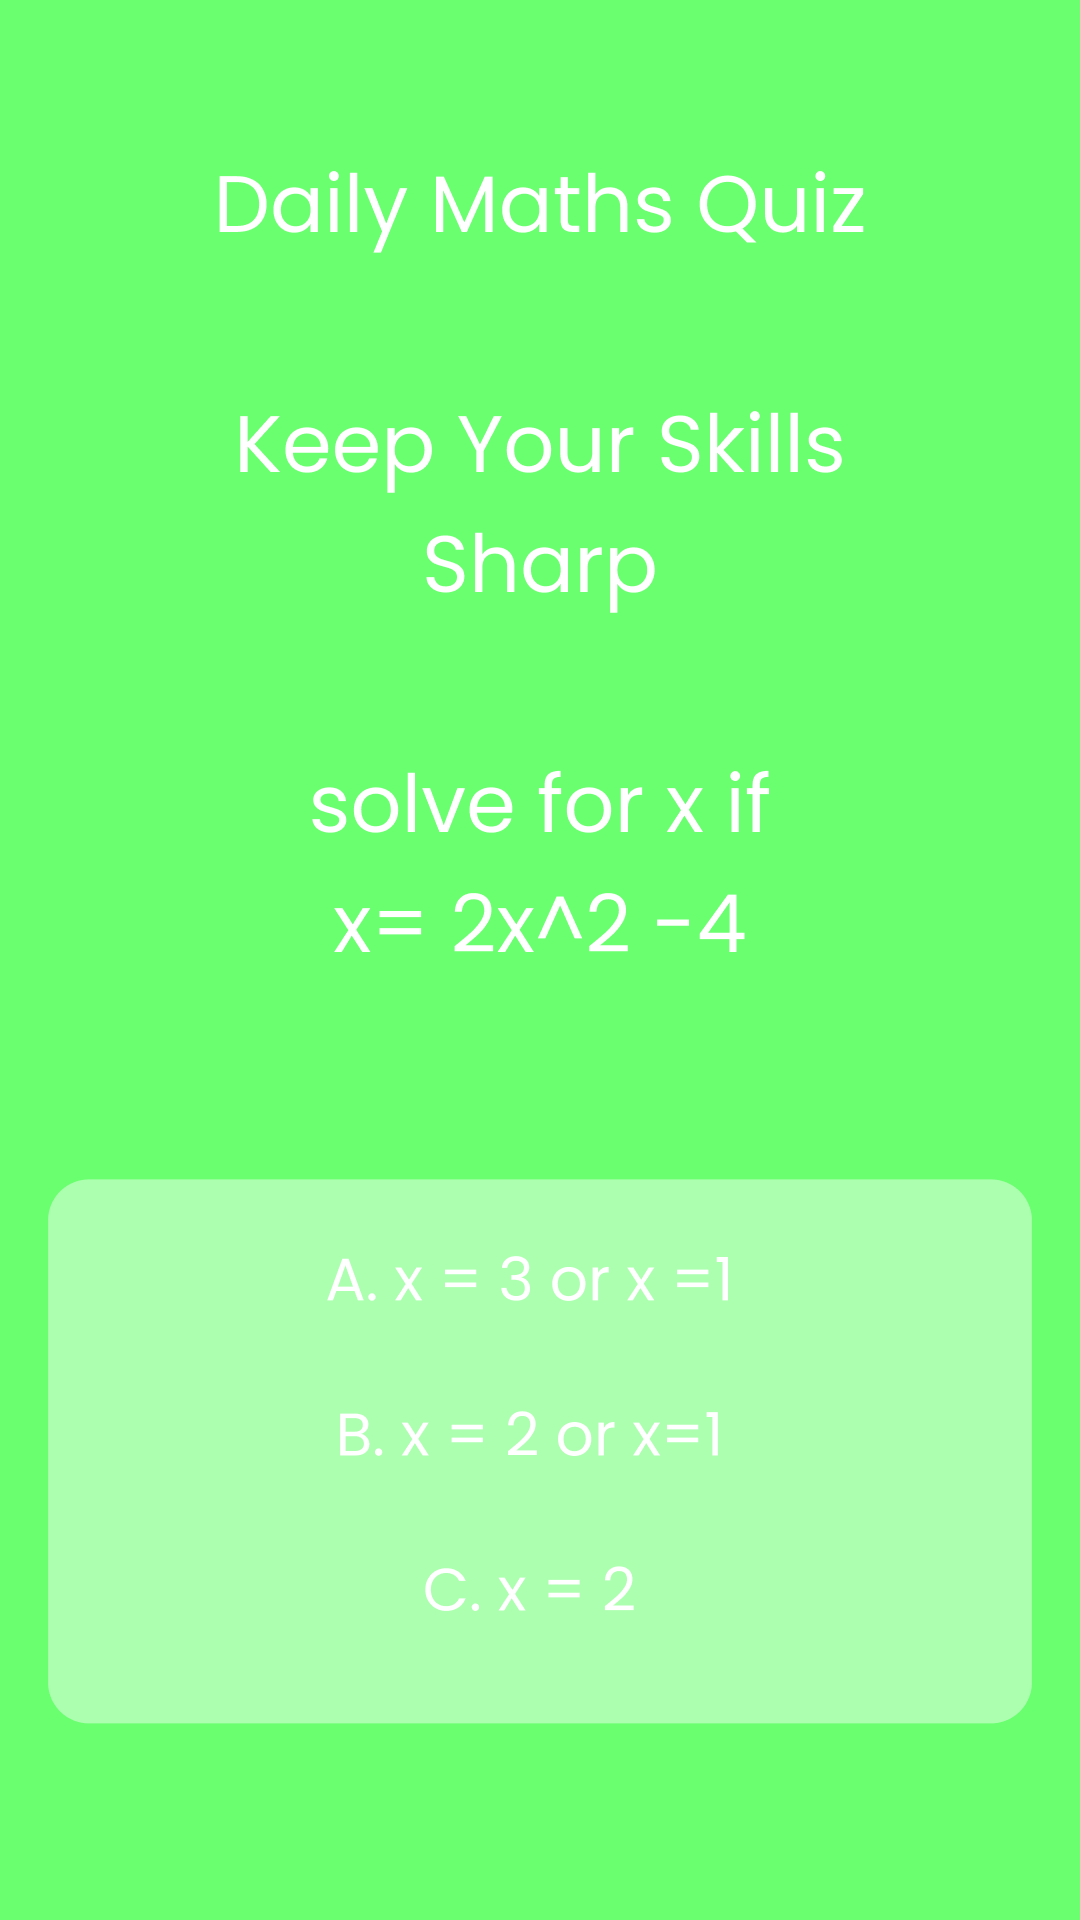 Daily Maths Quiz
Keep Your Skills
Sharp
solve for x if
x= 2x^2 -4
A. x = 3 or x =1
B. x = 2 or x=1
C. x = 2